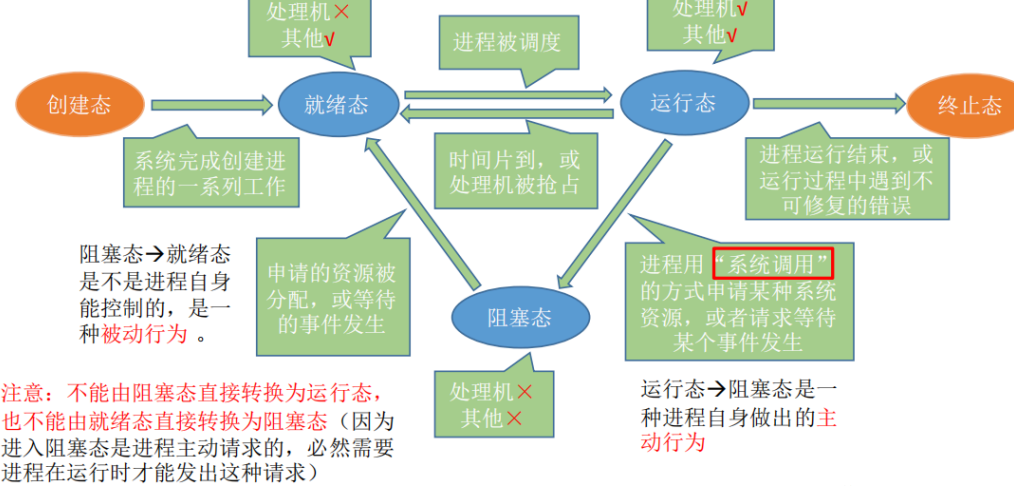 处理机×
其他√
进程被调度
处理机√
其他√
创建态
就绪态
运行态
终止态
系统完成创建进
程的一系列工作
时间片到，或
处理机被抢占
进程运行结束，或
运行过程中遇到不
可修复的错误
阻塞态→就绪态
是不是进程自身
能控制的，是一
种被动行为 。
申请的资源被
分配，或等待
的事件发生
阻塞态
进程用“系统调用”
的方式申请某种系统
资源，或者请求等待
某个事件发生
处理机×
其他×
运行态→阻塞态是一
种进程自身做出的主
动行为
注意：不能由阻塞态直接转换为运行态，
也不能由就绪态直接转换为阻塞态（因为
进入阻塞态是进程主动请求的，必然需要
进程在运行时才能发出这种请求）